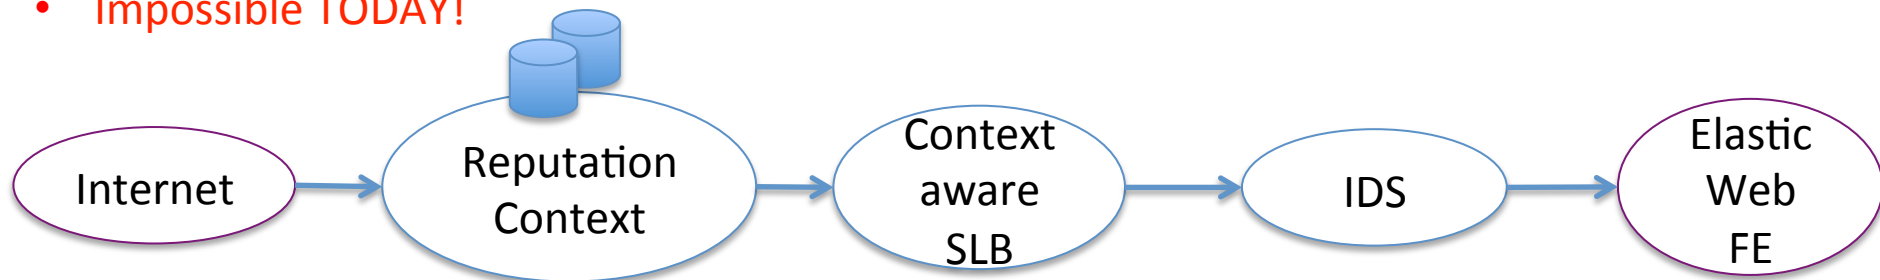 • Impossible TODAY!
Internet
Reputation
Context
Context
aware
SLB
IDS
Elastic
Web
FE